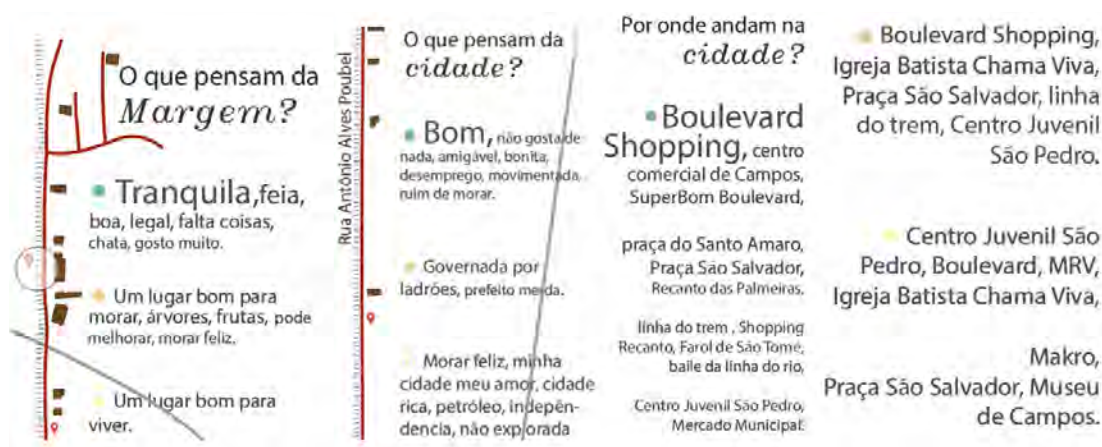 O que pensam da
Margem?
Tranquila, feia,
boa, legal, falta coisas,
chata, gosto muito.
Um lugar bom para
morar, árvores, frutas, pode
melhorar, morar feliz.
Um lugar bom para
viver.
Rua Antônio Alves Poubel
O que pensam da
cidade?
Bom, não gosta de
nada, amigável, bonita,
desemprego, movimentada,
ruim de morar.
Governada por
ladrões, prefeito merda.
Morar feliz, minha
cidade meu amor, cidade
rica, petróleo, indepên-
dencia, não explorada
Por onde andam na
cidade?
Boulevard
Shopping, centro
comercial de Campos,
SuperBom Boulevard,
praça do Santo Amaro,
Praça São Salvador,
Recanto das Palmeiras,
linha do trem , Shopping
Recanto, Farol de São Tomé,
baile da linha do rio,
Centro Juvenil São Pedro,
Mercado Municipal.
Boulevard Shopping,
Igreja Batista Chama Viva,
Praça São Salvador, linha
do trem, Centro Juvenil
São Pedro.
Centro Juvenil São
Pedro, Boulevard, MRV,
Igreja Batista Chama Viva,
Makro,
Praça São Salvador, Museu
de Campos.